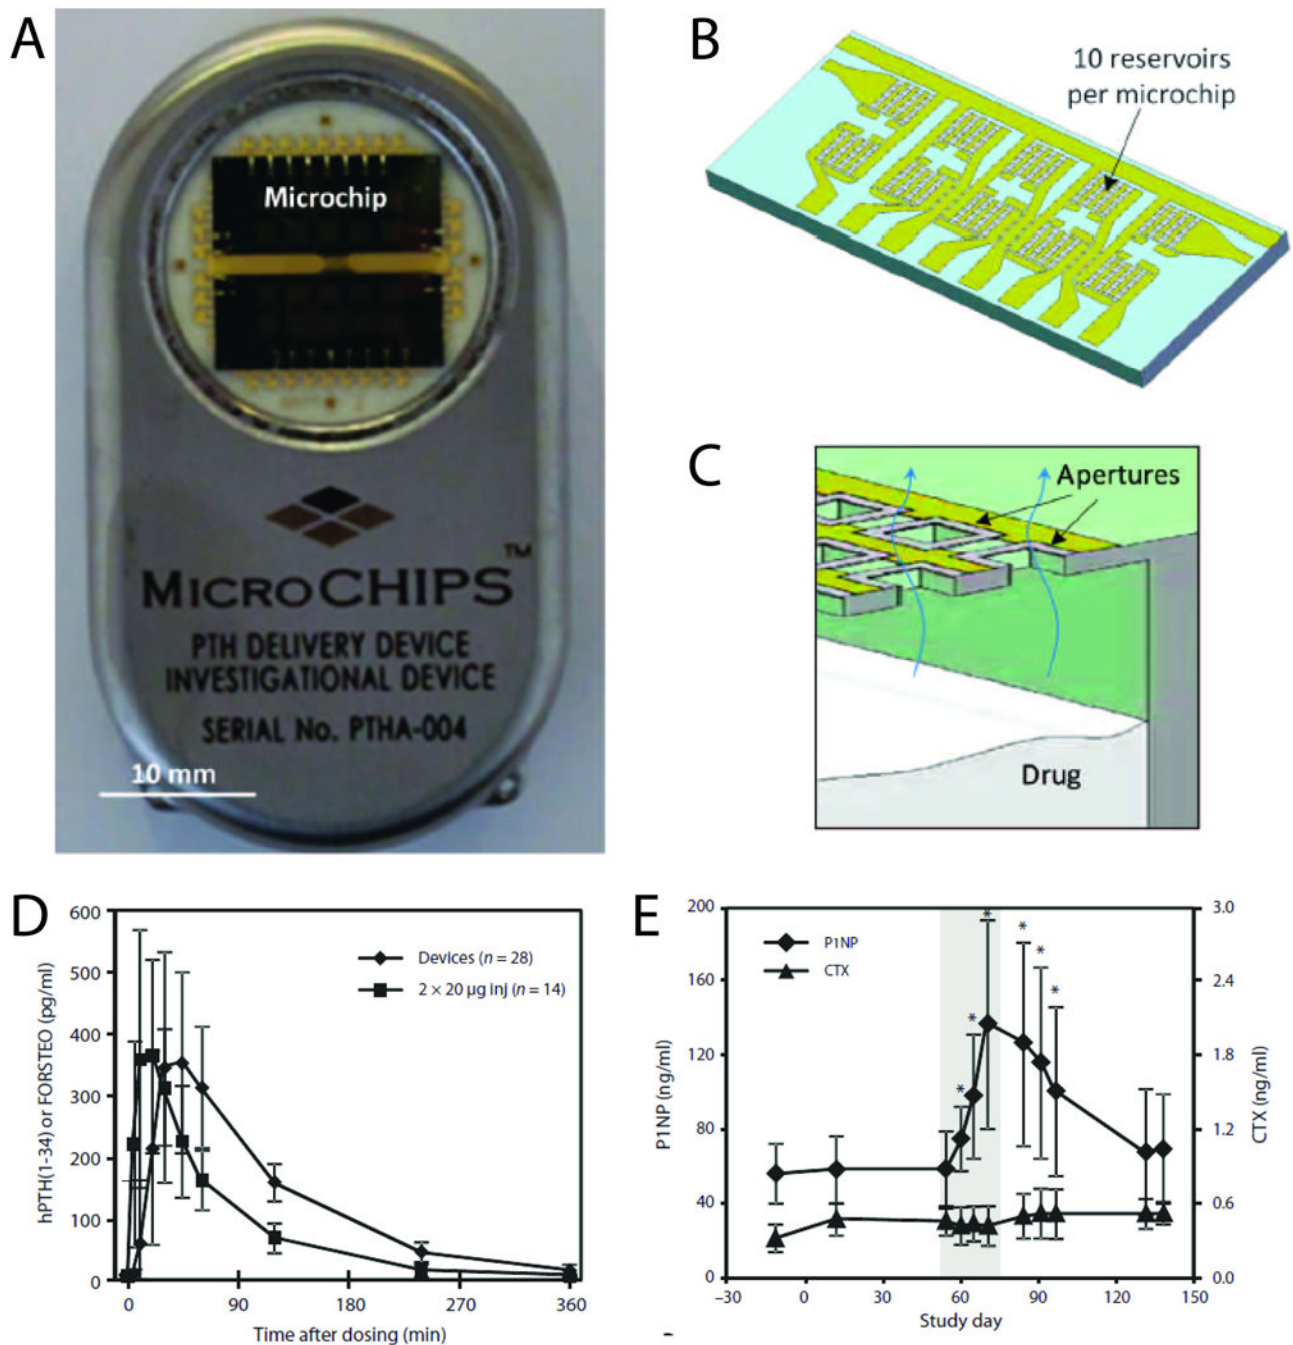 A
Microchip
MICROCHIPS™
PTH DELIVERY DEVICE
INVESTIGATIONAL DEVICE
SERIAL No. PTHA-004
10 mm
B
10 reservoirs
per microchip
C
Apertures
Drug
D
600
500
400
300
200
100
0
hPTH(1-34) or FORSTEO (pg/ml)
Devices (n = 28)
2 × 20 µg inj (n = 14)
0 90 180 270 360
Time after dosing (min)
E
200
160
120
80
40
0
P1NP (ng/ml)
P1NP
CTX
* * * * * *
3.0
2.4
1.8
1.2
0.6
0.0
CTX (ng/ml)
–30 0 30 60 90 120 150
Study day